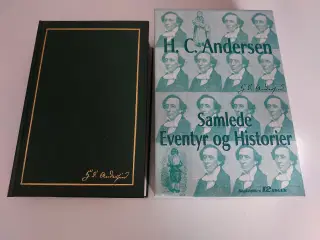 H. C. Andersen
Samlede
Eventyr og Historier